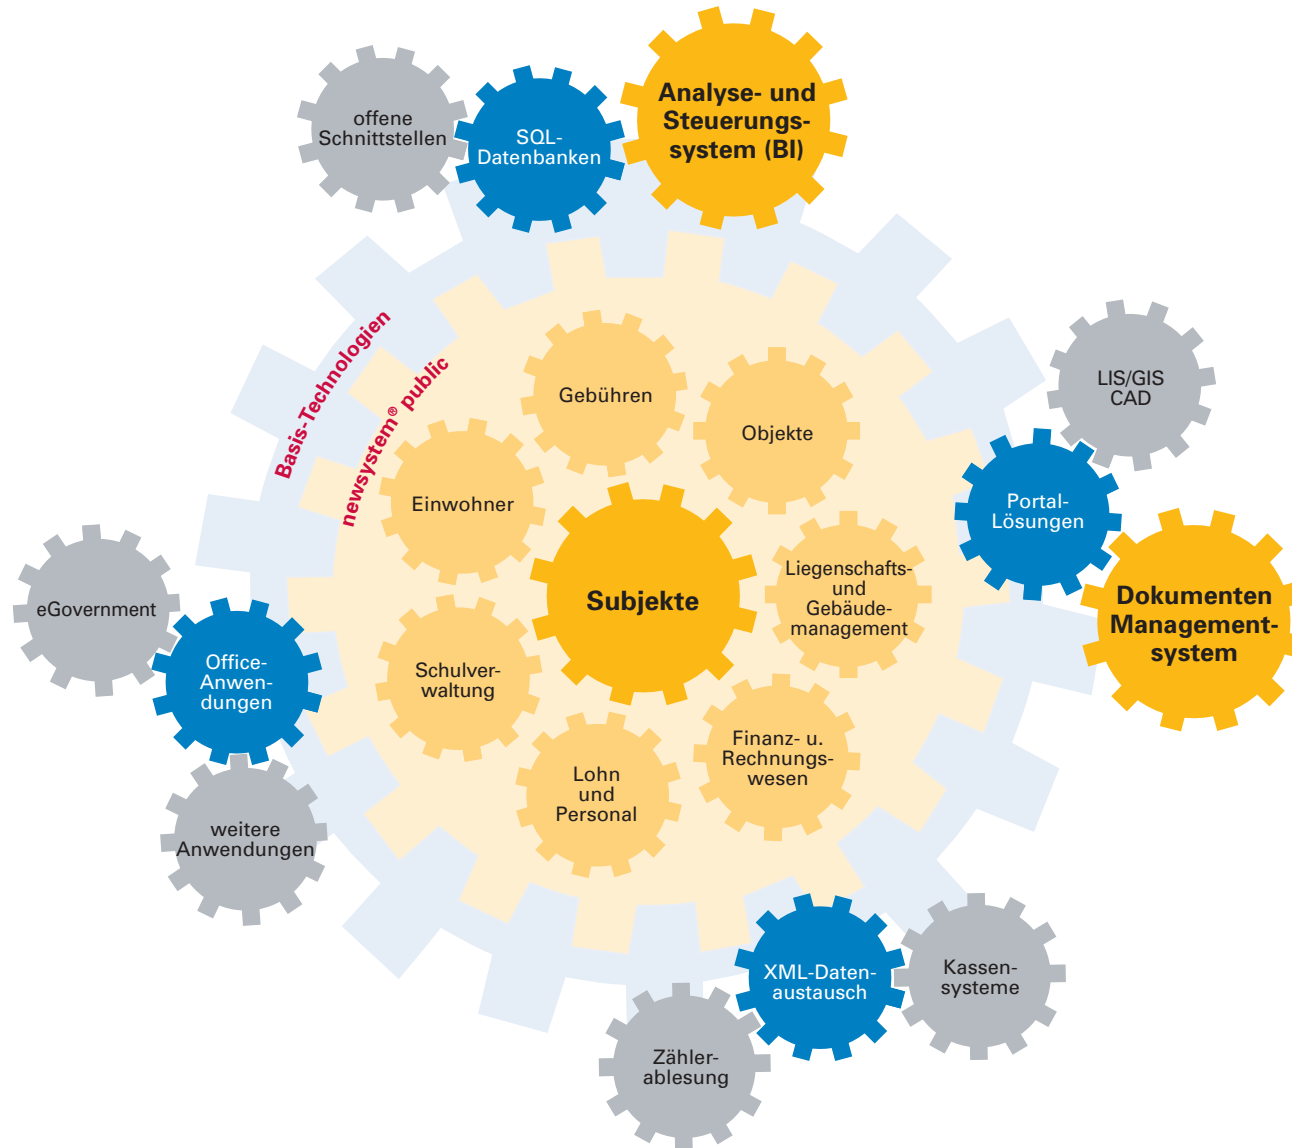 offene
Schnittstellen
SQL-
Datenbanken
Analyse- und
Steuerungs-
system (BI)
Basis-Technologien
newsystem® public
Gebühren
Objekte
LIS/GIS
CAD
Einwohner
Portal-
Lösungen
Subjekte
Liegenschafts-
und
Gebäude-
management
Dokumenten
Management-
system
eGovernment
Office-
Anwen-
dungen
Schulver-
waltung
Finanz- u.
Rechnungs-
wesen
Lohn
und
Personal
weitere
Anwendungen
XML-Daten-
austausch
Kassen-
systeme
Zähler-
ablesung